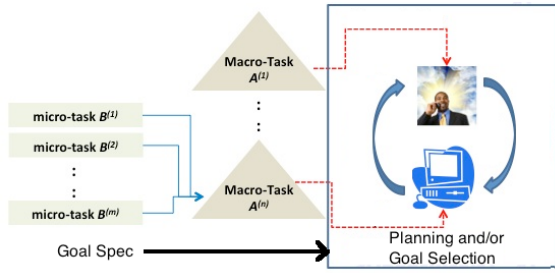 Macro-Task
A(1)
micro-task B(1)
micro-task B(2)
micro-task B(m)
Macro-Task
A(n)
Goal Spec
Planning and/or
Goal Selection